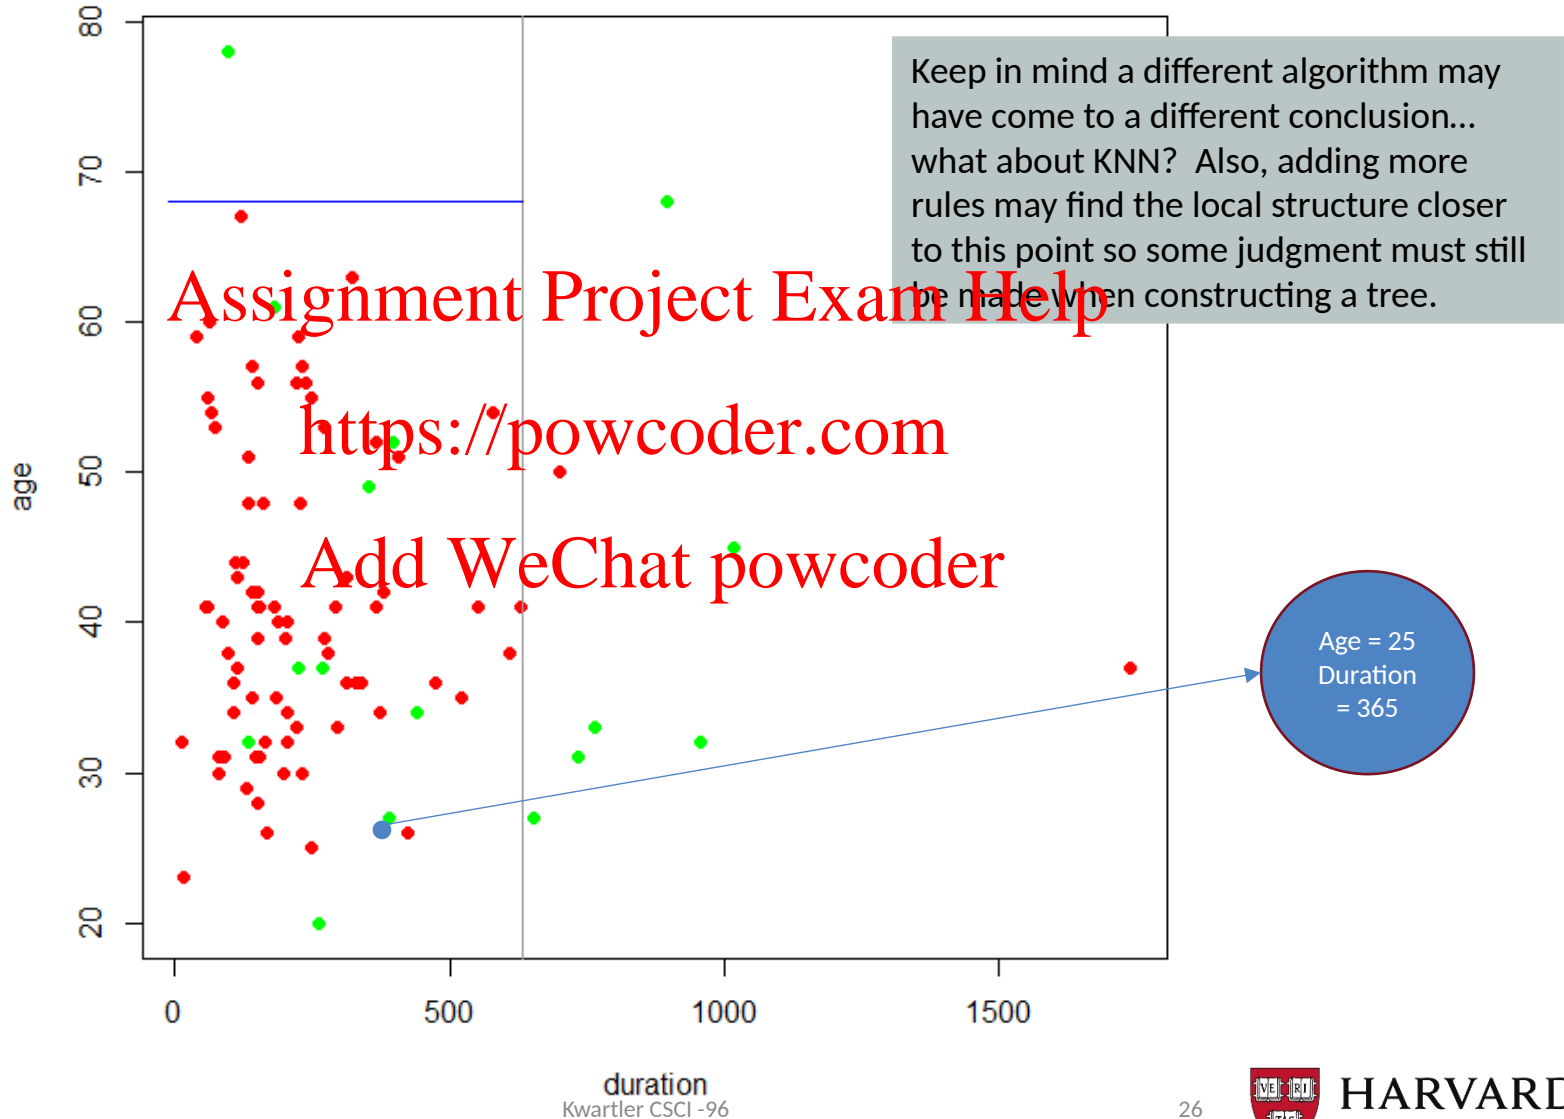 80
70
60
50
40
30
20
age
Keep in mind a different algorithm may
have come to a different conclusion…
what about KNN?  Also, adding more
rules may find the local structure closer
to this point so some judgment must still
be made when constructing a tree.
Assignment Project Exam Help
https://powcoder.com
Add WeChat powcoder
Age = 25
Duration
= 365
0 500 1000 1500
duration
Kwartler CSCI -96
26
VE RI
HARVARD